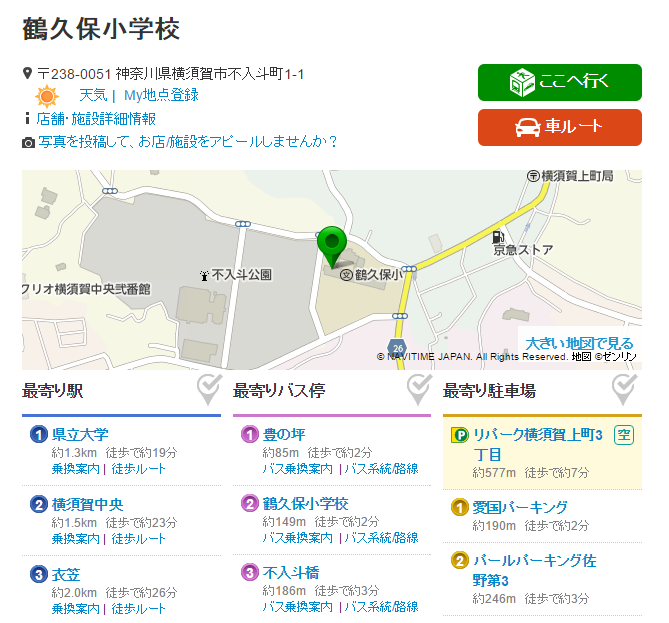 鶴久保小学校
〒238-0051 神奈川県横須賀市不入斗町1-1
天気 | My地点登録
店舗・施設詳細情報
写真を投稿して、お店/施設をアピールしませんか？
ここへ行く
車ルート
横須賀上町局
京急ストア
鶴久保小
不入斗公園
クリオ横須賀中央弐番館
26
大きい地図で見る
© NAVITIME JAPAN. All Rights Reserved. 地図 ©ゼンリン
最寄り駅
1 県立大学
約1.3km 徒歩で約19分
乗換案内 | 徒歩ルート
2 横須賀中央
約1.5km 徒歩で約23分
乗換案内 | 徒歩ルート
3 衣笠
約2.0km 徒歩で約26分
乗換案内 | 徒歩ルート
最寄りバス停
1 豊の坪
約85m 徒歩で約2分
バス乗換案内 | バス系統/路線
2 鶴久保小学校
約149m 徒歩で約2分
バス乗換案内 | バス系統/路線
3 不入斗橋
約186m 徒歩で約3分
バス乗換案内 | バス系統/路線
最寄り駐車場
P リパーク横須賀上町3
丁目
空
約577m 徒歩で約7分
1 愛国パーキング
約190m 徒歩で約2分
2 パールパーキング佐
野第3
約246m 徒歩で約3分